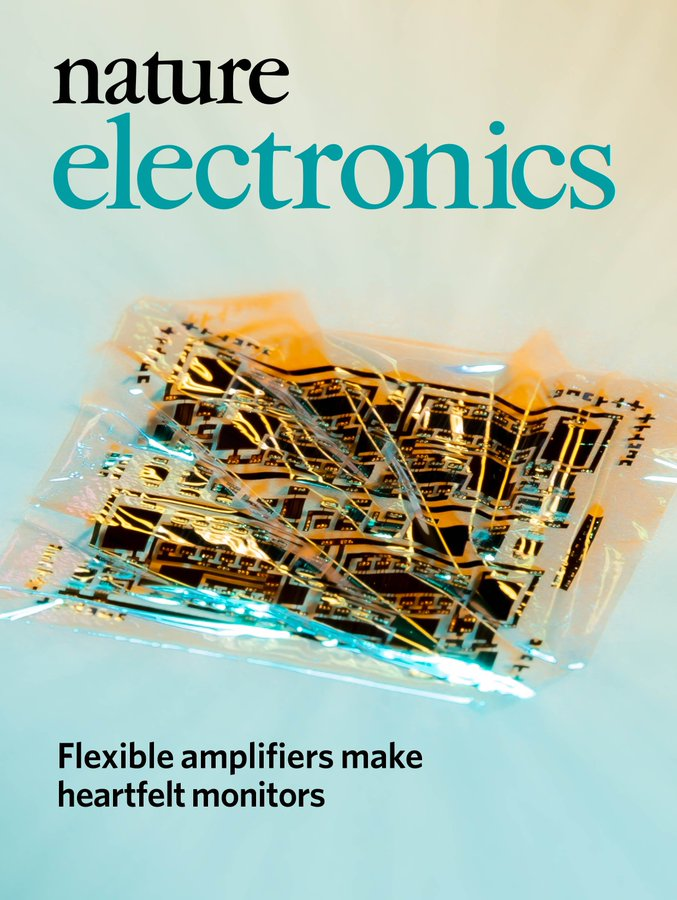 nature
electronics
Flexible amplifiers make
heartfelt monitors